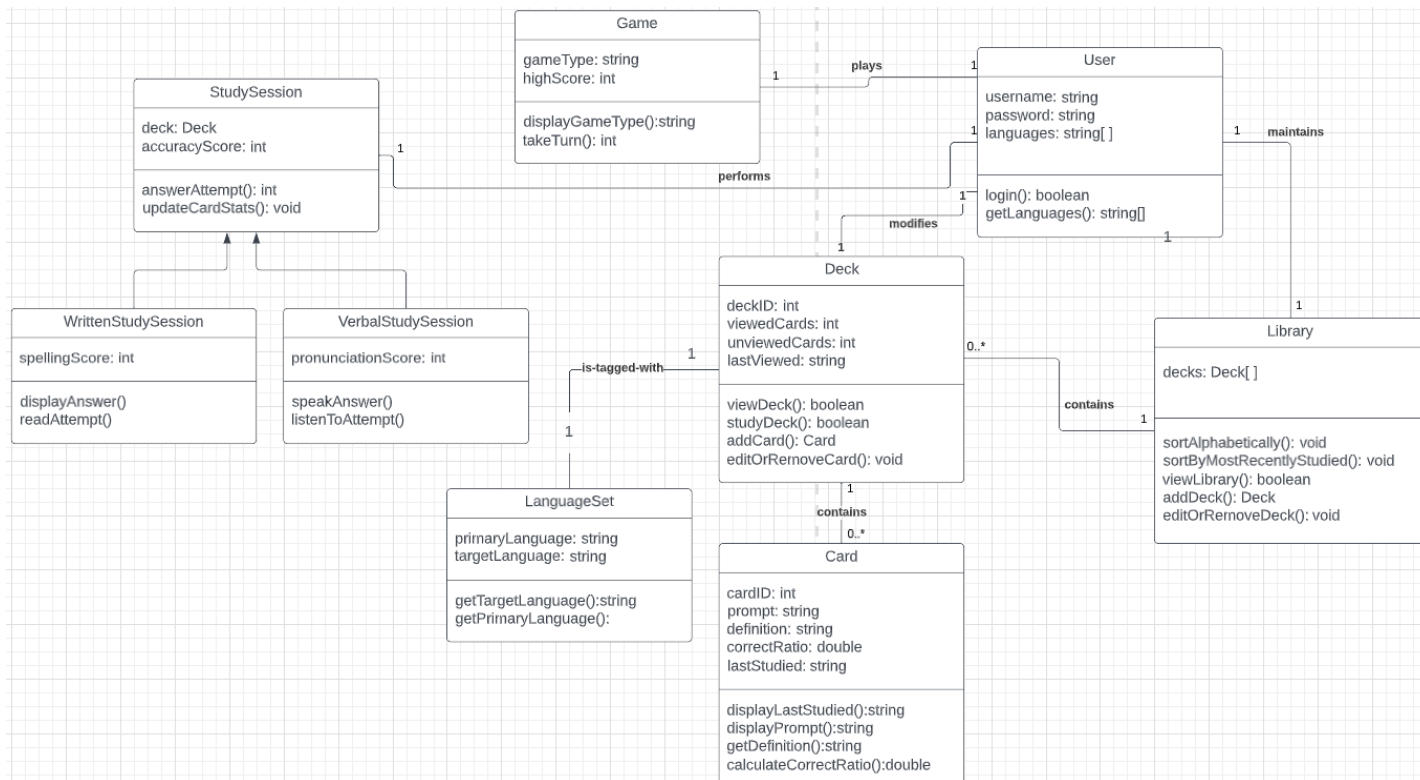 Game
gameType: string
highScore: int
displayGameType():string
takeTurn(): int
1
plays
1
User
username: string
password: string
languages: string[ ]
login(): boolean
getLanguages(): string[]
1
1
1
1
maintains
1
StudySession
deck: Deck
accuracyScore: int
answerAttempt(): int
updateCardStats(): void
1
performs
modifies
1
WrittenStudySession
spellingScore: int
displayAnswer()
readAttempt()
VerbalStudySession
pronunciationScore: int
speakAnswer()
listenToAttempt()
Deck
deckID: int
viewedCards: int
unviewedCards: int
lastViewed: string
viewDeck(): boolean
studyDeck(): boolean
addCard(): Card
editOrRemoveCard(): void
1
is-tagged-with
1
0..*
contains
1
Library
decks: Deck[ ]
sortAlphabetically(): void
sortByMostRecentlyStudied(): void
viewLibrary(): boolean
addDeck(): Deck
editOrRemoveDeck(): void
LanguageSet
primaryLanguage: string
targetLanguage: string
getTargetLanguage():string
getPrimaryLanguage():
1
contains
0..*
Card
cardID: int
prompt: string
definition: string
correctRatio: double
lastStudied: string
displayLastStudied():string
displayPrompt():string
getDefinition():string
calculateCorrectRatio():double